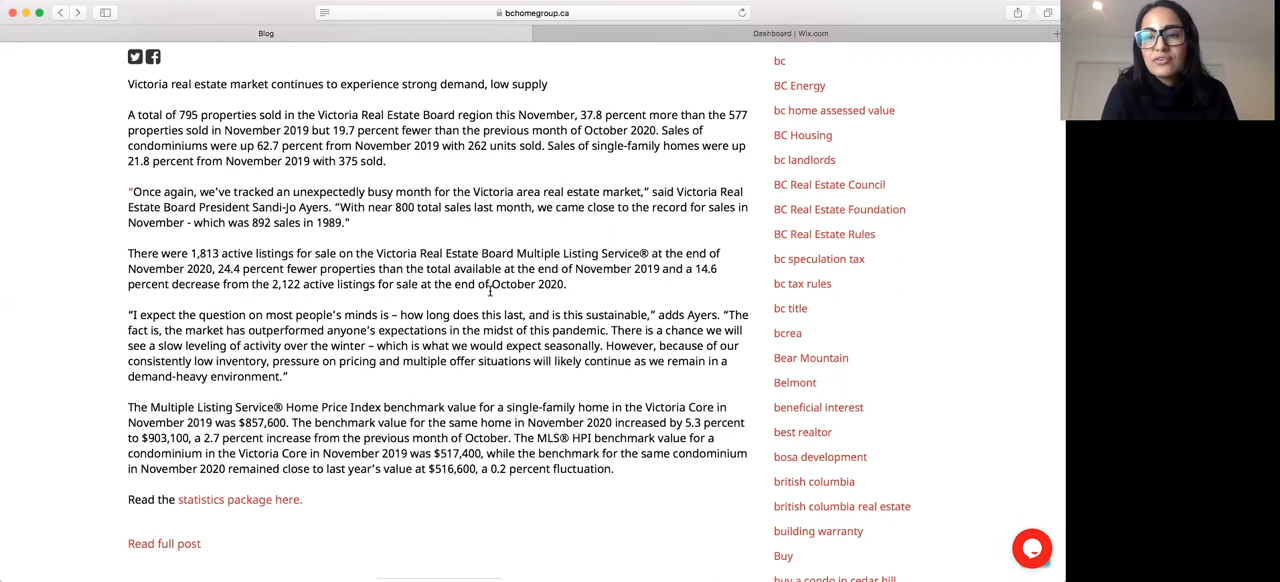 bchomegroup.ca
Blog
Dashboard | Wix.com
Victoria real estate market continues to experience strong demand, low supply
A total of 795 properties sold in the Victoria Real Estate Board region this November, 37.8 percent more than the 577
properties sold in November 2019 but 19.7 percent fewer than the previous month of October 2020. Sales of
condominiums were up 62.7 percent from November 2019 with 262 units sold. Sales of single-family homes were up
21.8 percent from November 2019 with 375 sold.
“Once again, we’ve tracked an unexpectedly busy month for the Victoria area real estate market,” said Victoria Real
Estate Board President Sandi-Jo Ayers. “With near 800 total sales last month, we came close to the record for sales in
November - which was 892 sales in 1989."
There were 1,813 active listings for sale on the Victoria Real Estate Board Multiple Listing Service® at the end of
November 2020, 24.4 percent fewer properties than the total available at the end of November 2019 and a 14.6
percent decrease from the 2,122 active listings for sale at the end of October 2020.
“I expect the question on most people’s minds is – how long does this last, and is this sustainable,” adds Ayers. “The
fact is, the market has outperformed anyone’s expectations in the midst of this pandemic. There is a chance we will
see a slow leveling of activity over the winter – which is what we would expect seasonally. However, because of our
consistently low inventory, pressure on pricing and multiple offer situations will likely continue as we remain in a
demand-heavy environment.”
The Multiple Listing Service® Home Price Index benchmark value for a single-family home in the Victoria Core in
November 2019 was $857,600. The benchmark value for the same home in November 2020 increased by 5.3 percent
to $903,100, a 2.7 percent increase from the previous month of October. The MLS® HPI benchmark value for a
condominium in the Victoria Core in November 2019 was $517,400, while the benchmark for the same condominium
in November 2020 remained close to last year’s value at $516,600, a 0.2 percent fluctuation.
Read the statistics package here.
Read full post
bc
BC Energy
bc home assessed value
BC Housing
bc landlords
BC Real Estate Council
BC Real Estate Foundation
BC Real Estate Rules
bc speculation tax
bc tax rules
bc title
bcrea
Bear Mountain
Belmont
beneficial interest
best realtor
bosa development
british columbia
british columbia real estate
building warranty
Buy
buy a condo in cedar hill